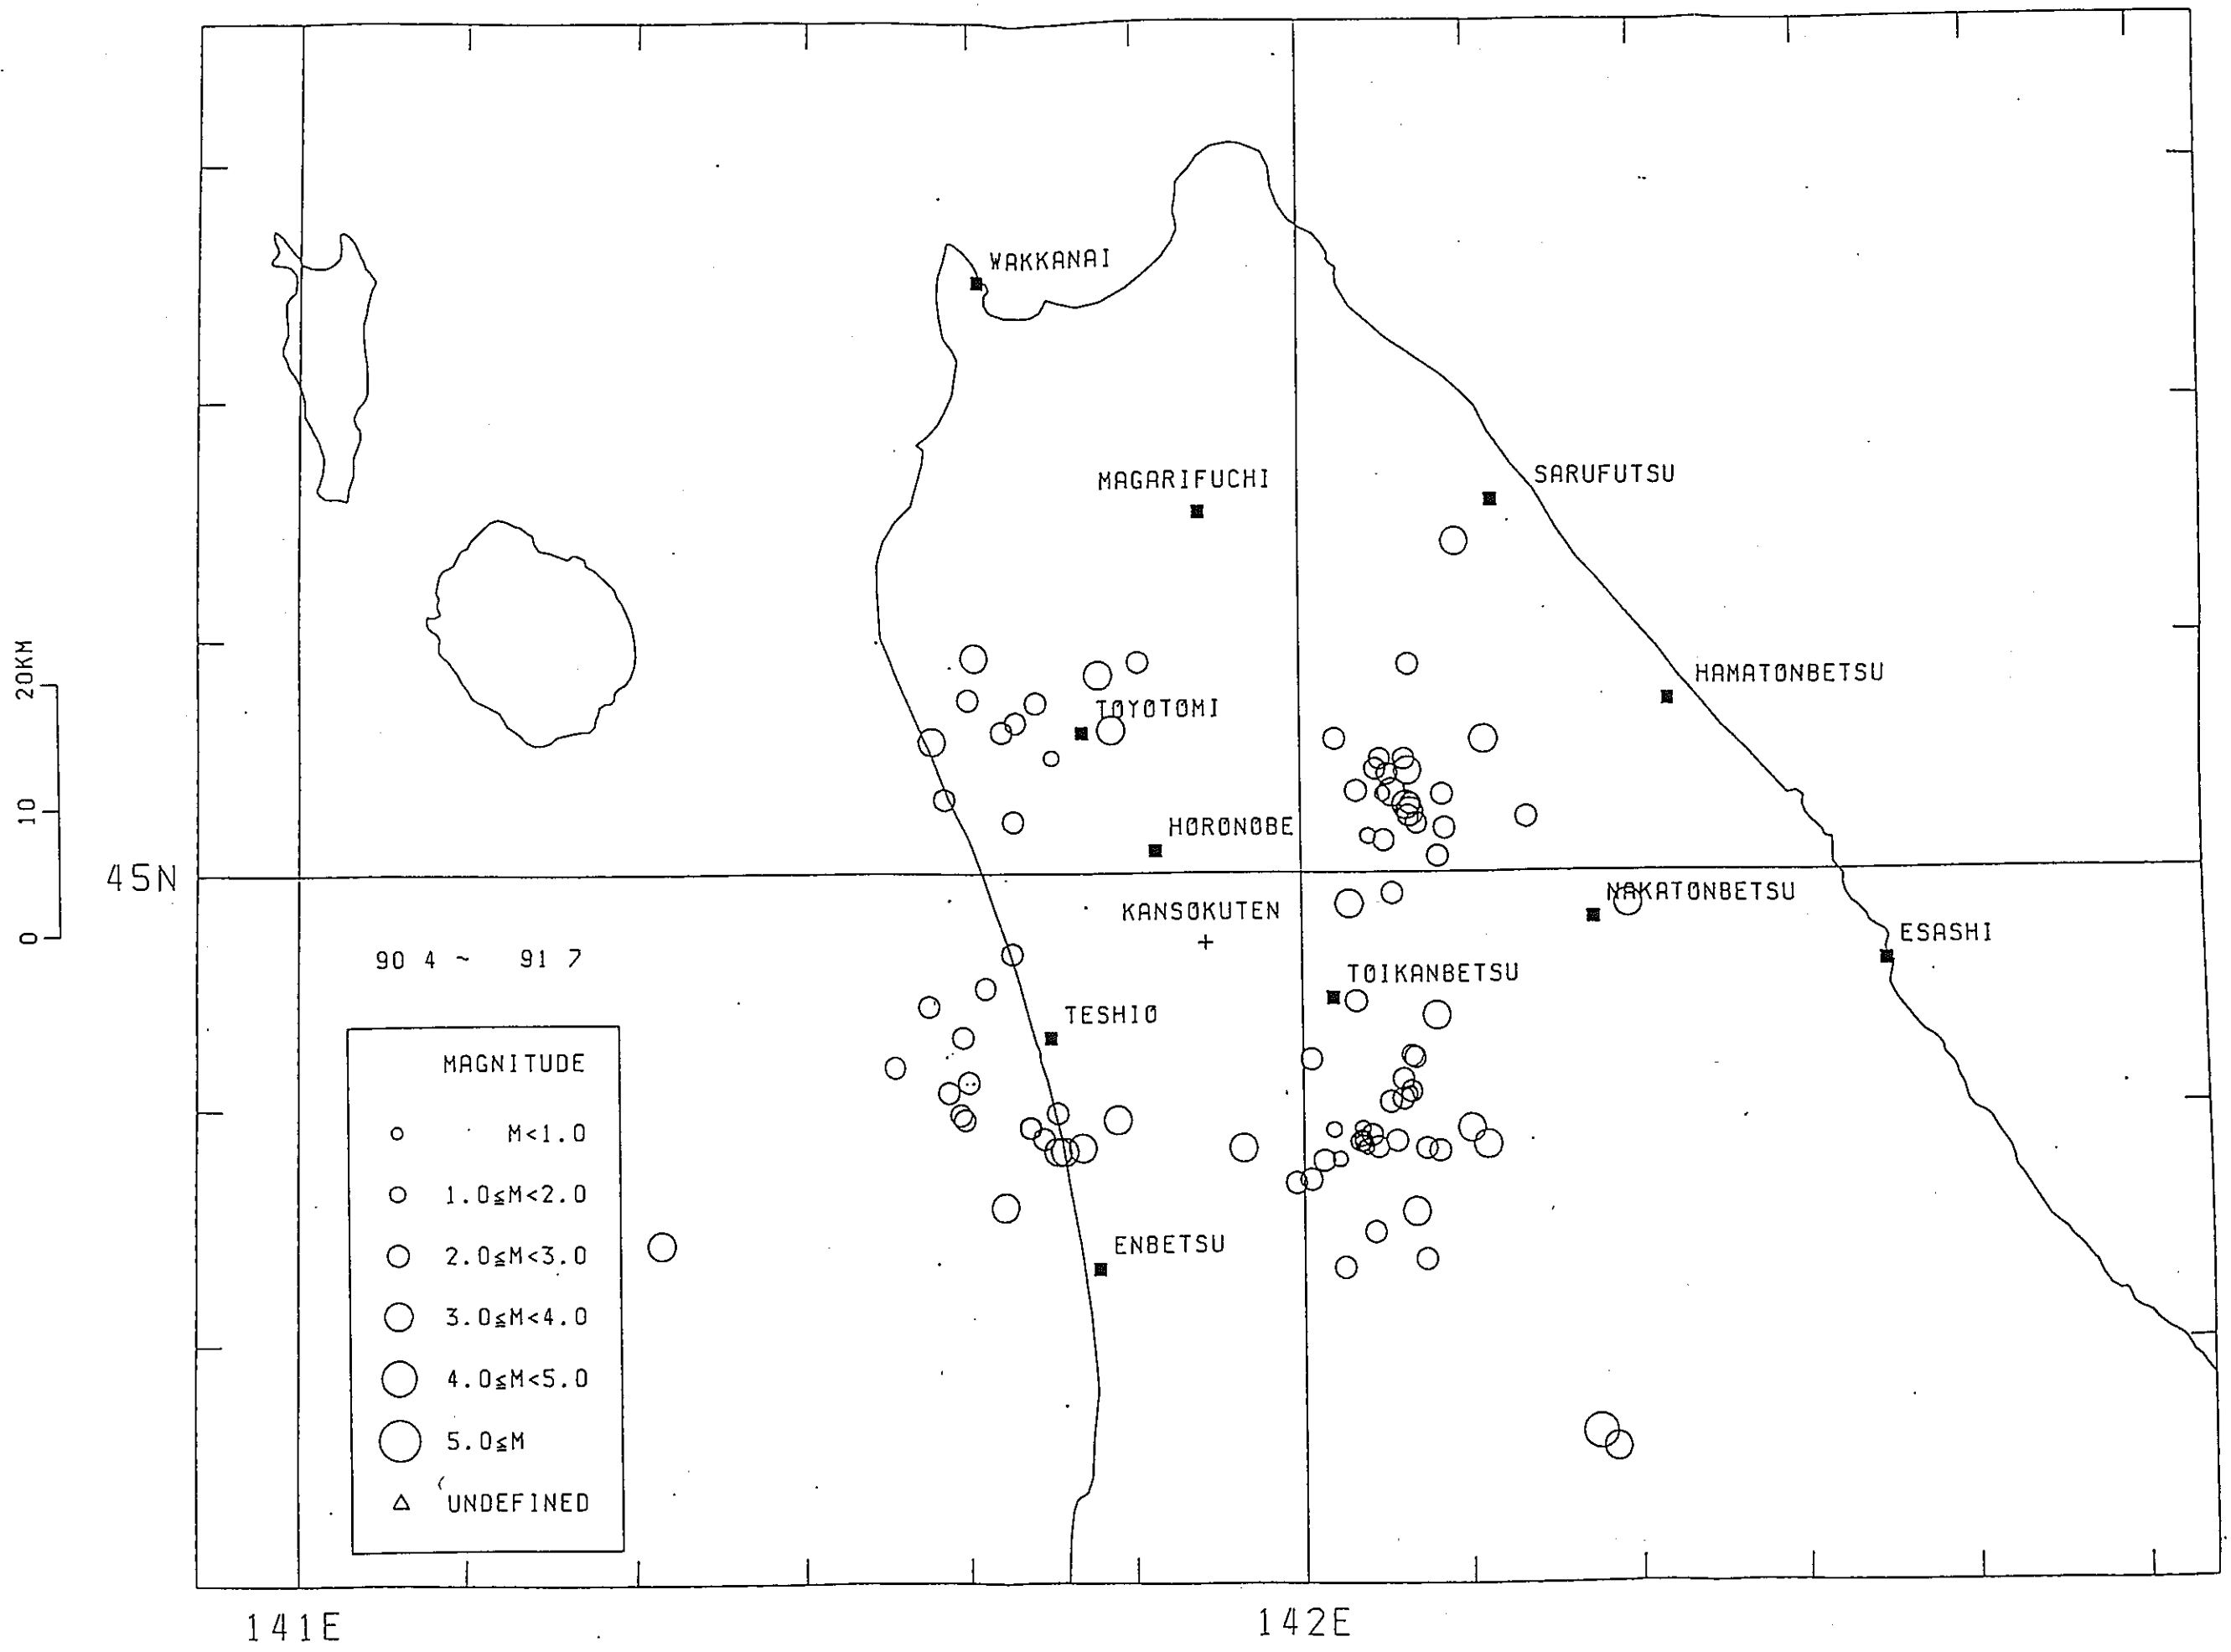 WAKKANAI
MAGARIFUCHI
SARUFUTSU
HAMATONBETSU
TOYOTOMI
HORONOBE
20KM
10
0
45N
NAKATONBETSU
KANSOKUTEN
ESASHI
90 4 ~ 91 7
TOIKANBETSU
TESHIO
MAGNITUDE
M<1.0
1.0≦M<2.0
2.0≦M<3.0
3.0≦M<4.0
4.0≦M<5.0
5.0≦M
UNDEFINED
ENBETSU
141E
142E